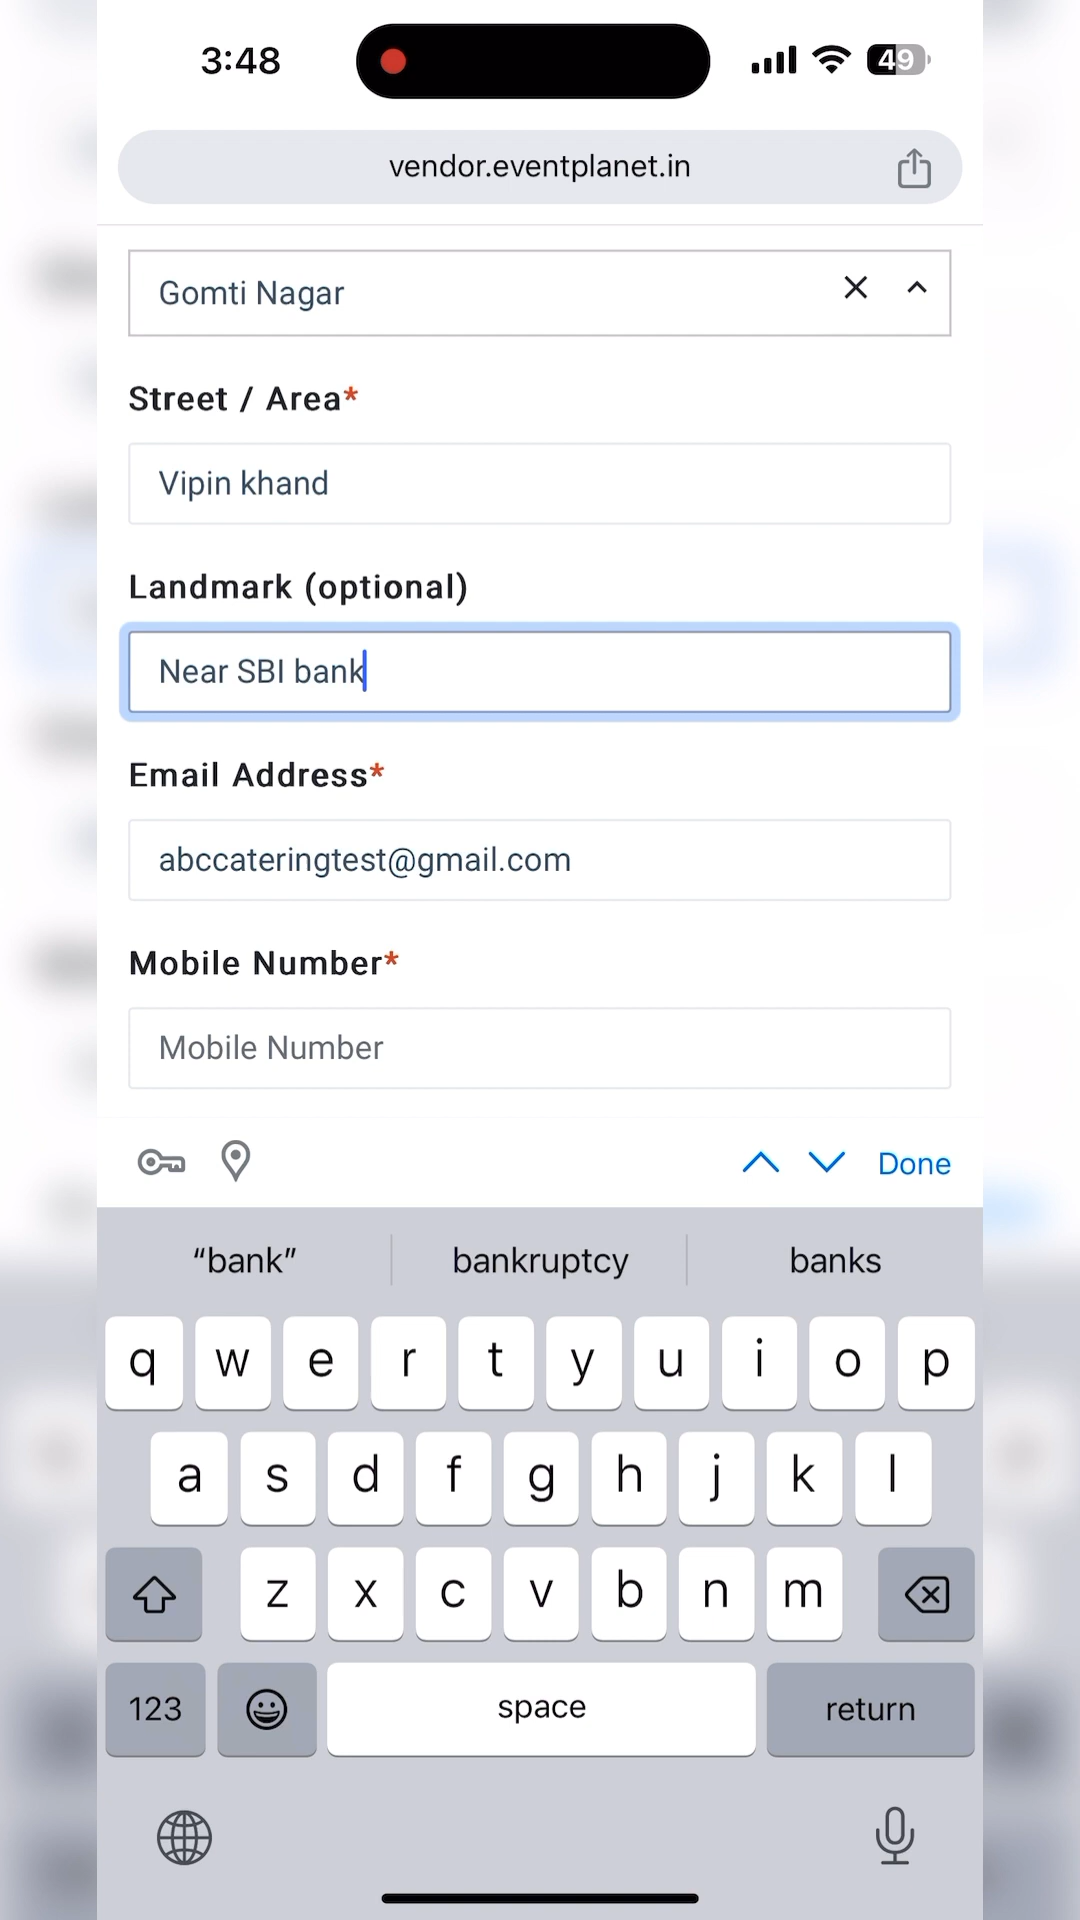 3:48
49
vendor.eventplanet.in
Gomti Nagar
Street / Area*
Vipin khand
Landmark (optional)
Near SBI bank
Email Address*
abccateringtest@gmail.com
Mobile Number*
Mobile Number
Done
“bank” bankruptcy banks
q w e r t y u i o p
a s d f g h j k l
z x c v b n m
123 space return